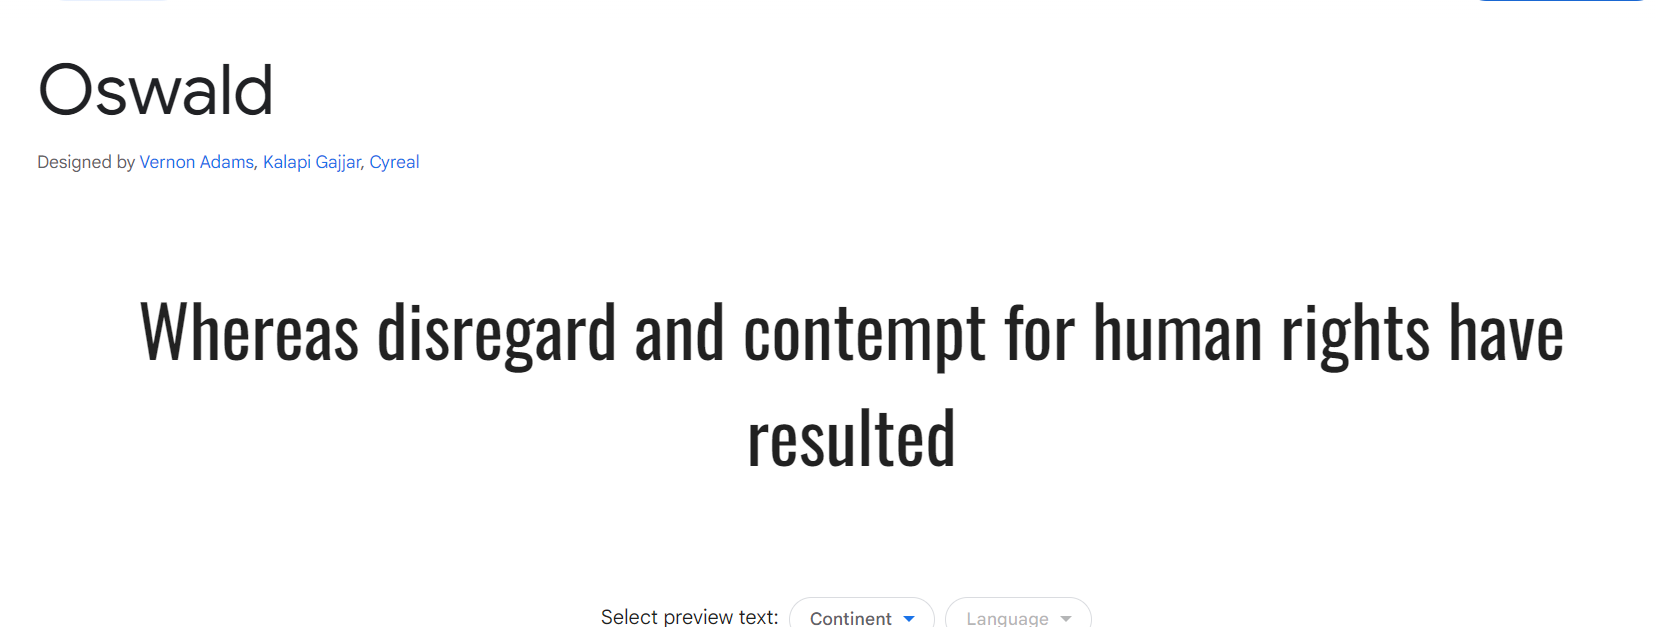 Oswald
Designed by Vernon Adams, Kalapi Gajjar, Cyreal
Whereas disregard and contempt for human rights have
resulted
Select preview text: Continent Language